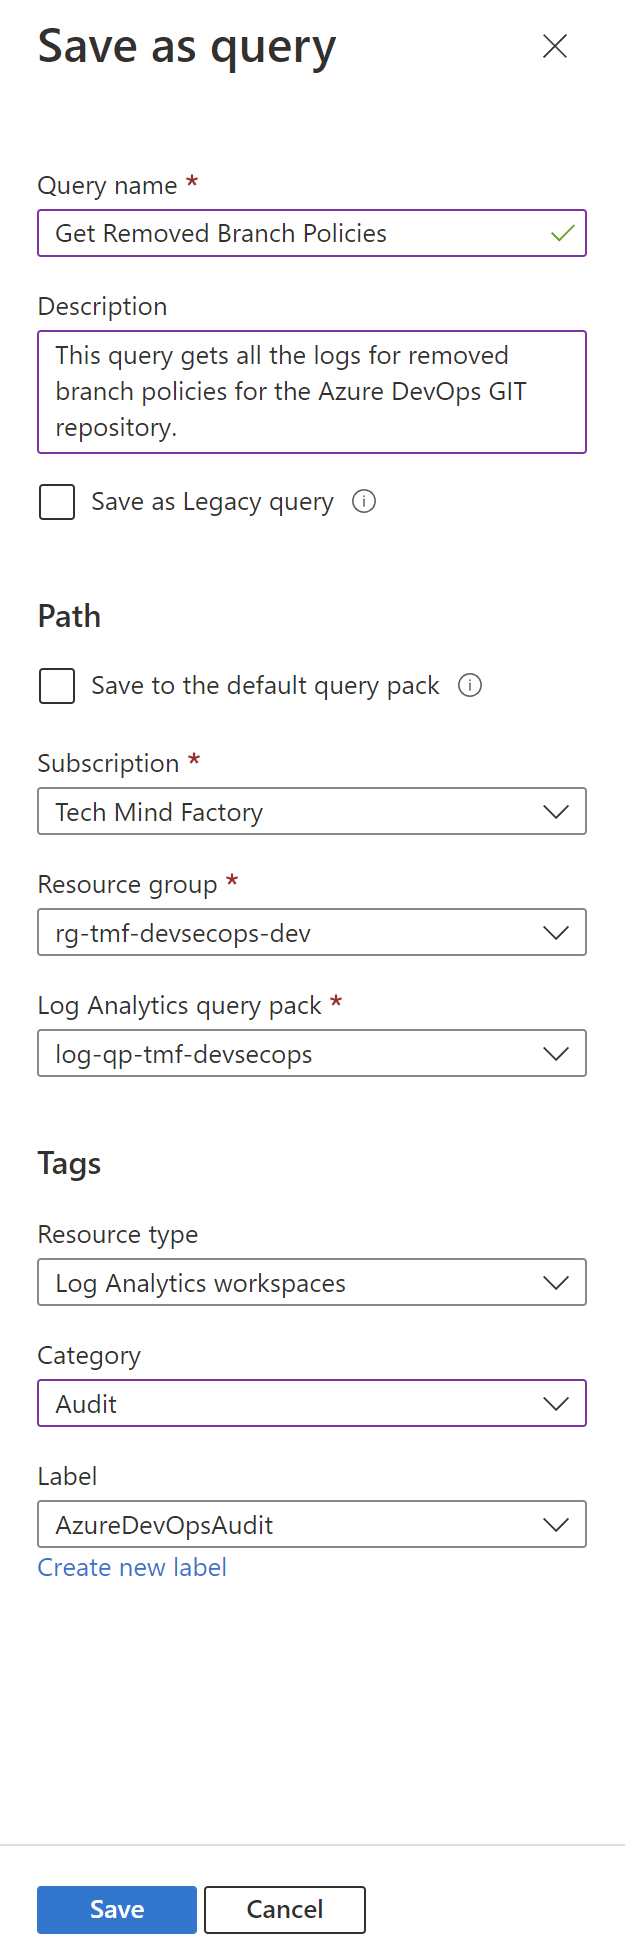 Save as query
Query name *
Get Removed Branch Policies
Description
This query gets all the logs for removed
branch policies for the Azure DevOps GIT
repository.
Save as Legacy query
Path
Save to the default query pack
Subscription *
Tech Mind Factory
Resource group *
rg-tmf-devsecops-dev
Log Analytics query pack *
log-qp-tmf-devsecops
Tags
Resource type
Log Analytics workspaces
Category
Audit
Label
AzureDevOpsAudit
Create new label
Save Cancel